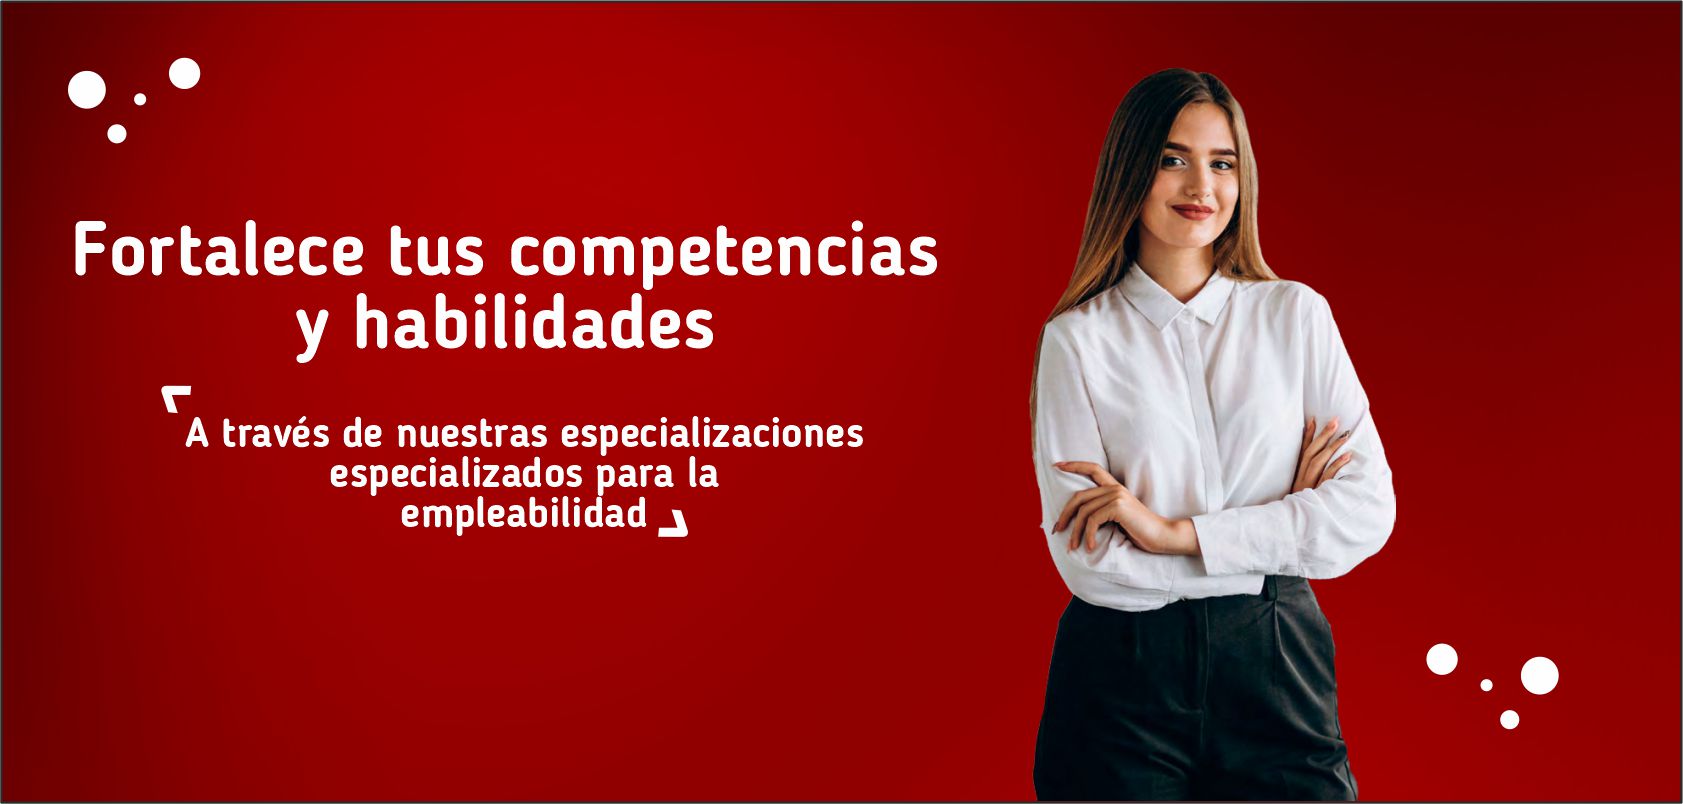 Fortalece tus competencias
y habilidades
A través de nuestras especializaciones
especializados para la
empleabilidad